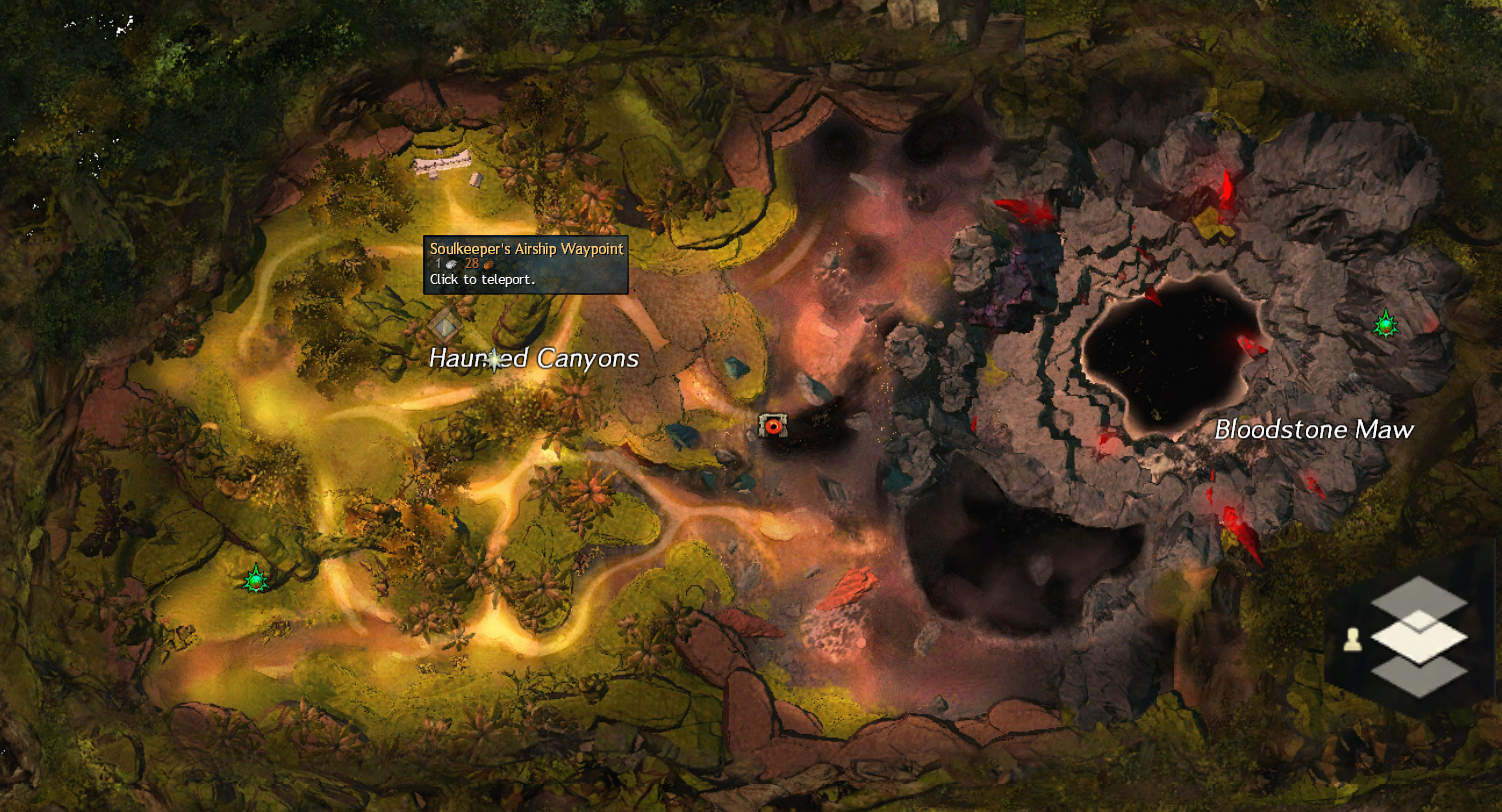 Soulkeeper's Airship Waypoint
1 28
Click to teleport.
Haunted Canyons
Bloodstone Maw